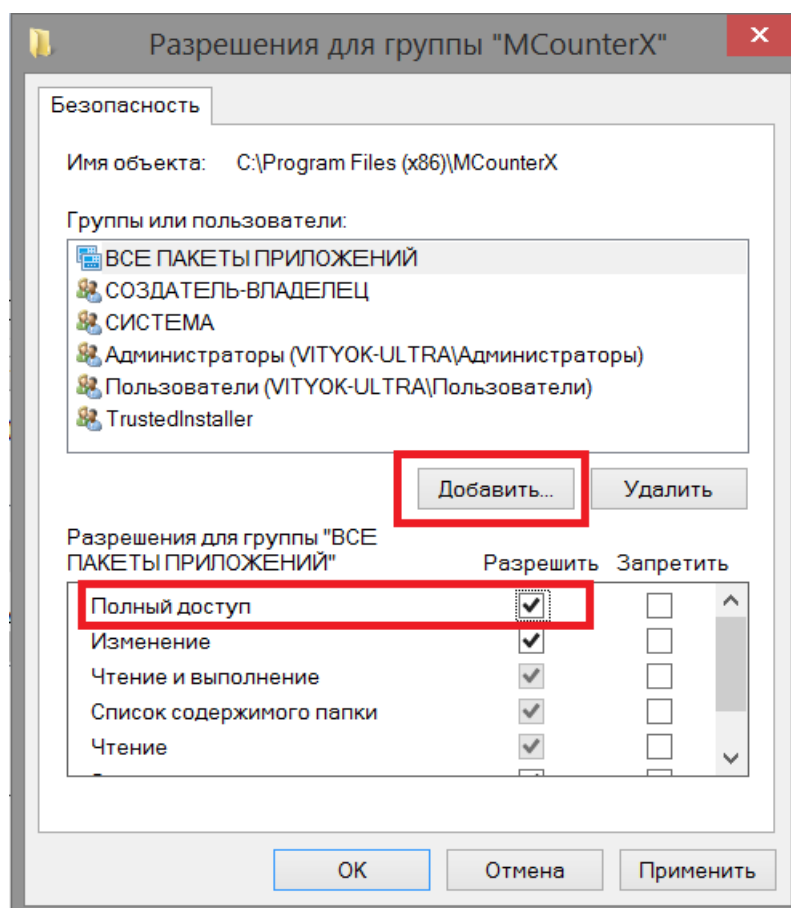 Разрешения для группы "MCounterX"
Безопасность
Имя объекта: C:\Program Files (x86)\MCounterX
Группы или пользователи:
ВСЕ ПАКЕТЫ ПРИЛОЖЕНИЙ
СОЗДАТЕЛЬ-ВЛАДЕЛЕЦ
СИСТЕМА
Администраторы (VITYOK-ULTRA\Администраторы)
Пользователи (VITYOK-ULTRA\Пользователи)
TrustedInstaller
Добавить... Удалить
Разрешения для группы "ВСЕ
ПАКЕТЫ ПРИЛОЖЕНИЙ" Разрешить Запретить
Полный доступ
Изменение
Чтение и выполнение
Список содержимого папки
Чтение
ОК Отмена Применить